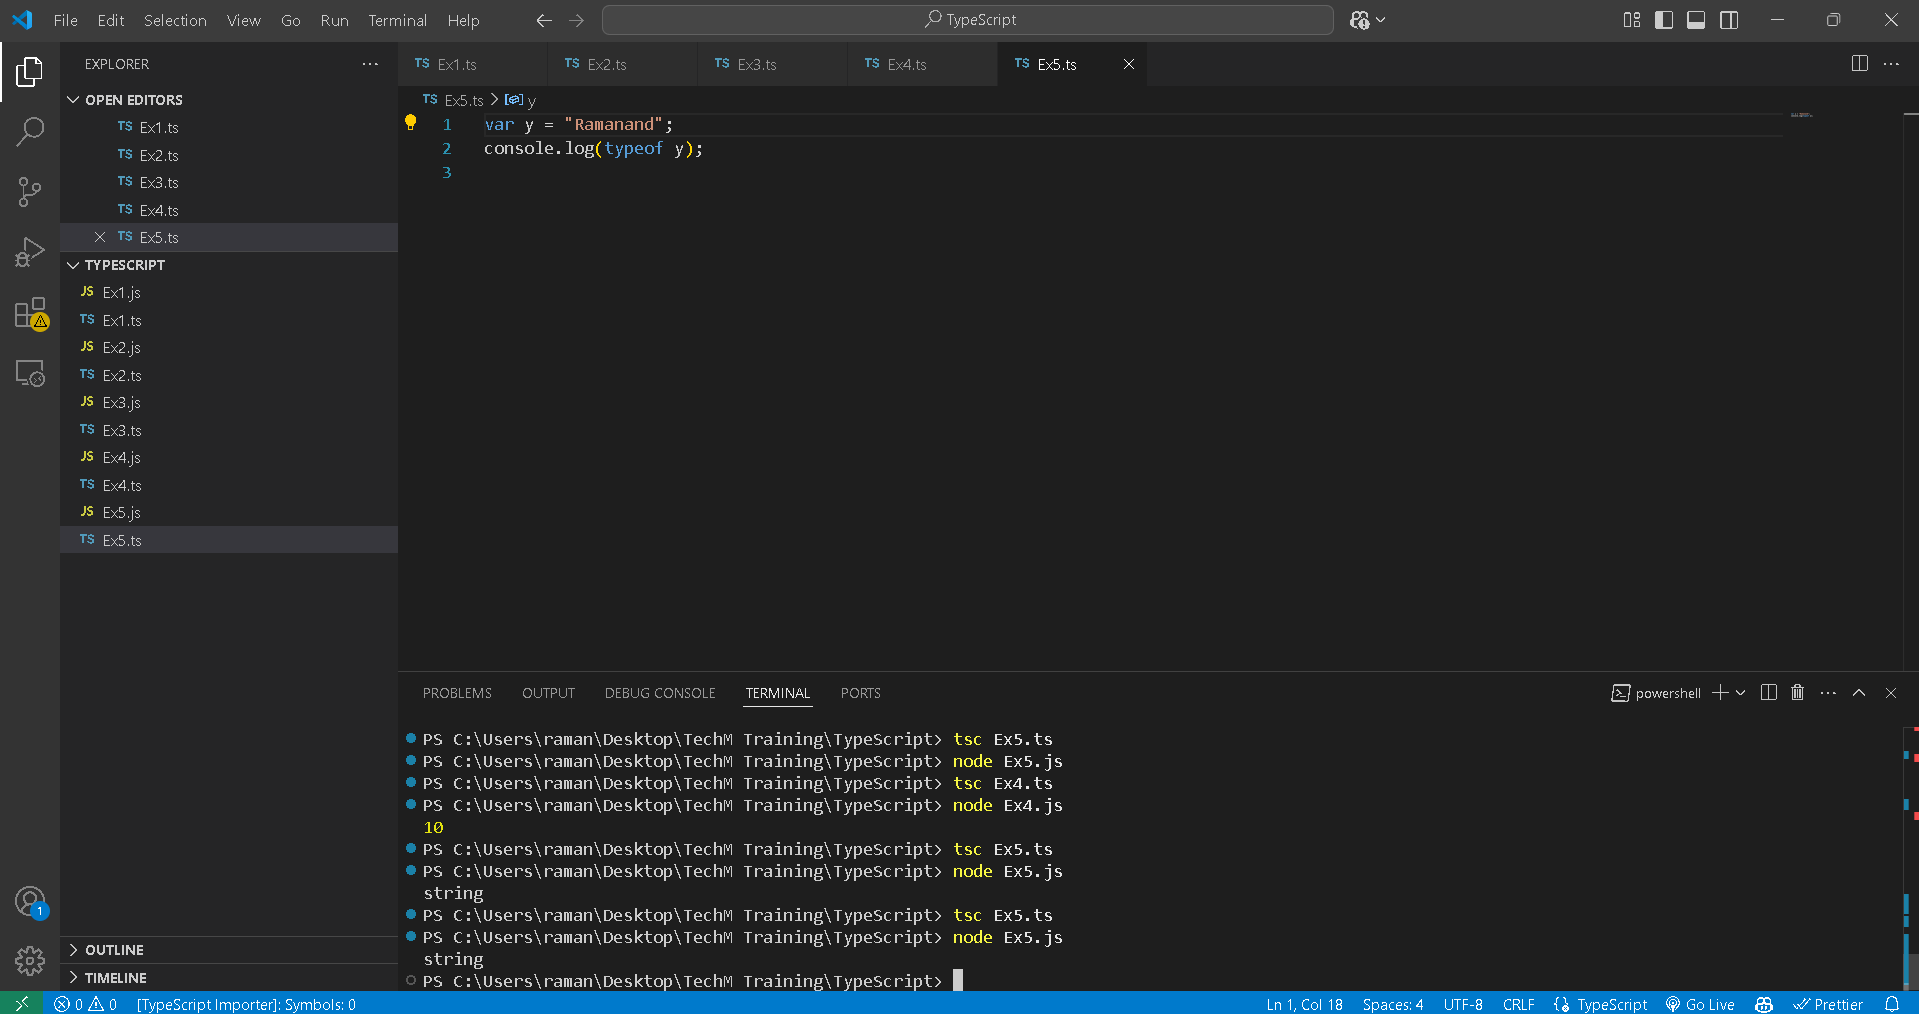 File Edit Selection View Go Run Terminal Help
TypeScript
EXPLORER
OPEN EDITORS
TS Ex1.ts
TS Ex2.ts
TS Ex3.ts
TS Ex4.ts
TS Ex5.ts
TYPESCRIPT
JS Ex1.js
TS Ex1.ts
JS Ex2.js
TS Ex2.ts
JS Ex3.js
TS Ex3.ts
JS Ex4.js
TS Ex4.ts
JS Ex5.js
TS Ex5.ts
OUTLINE
TIMELINE
TS Ex1.ts TS Ex2.ts TS Ex3.ts TS Ex4.ts TS Ex5.ts
TS Ex5.ts > y
1 var y = "Ramanand";
2 console.log(typeof y);
3
PROBLEMS OUTPUT DEBUG CONSOLE TERMINAL PORTS
powershell
PS C:\Users\raman\Desktop\TechM Training\TypeScript> tsc Ex5.ts
PS C:\Users\raman\Desktop\TechM Training\TypeScript> node Ex5.js
PS C:\Users\raman\Desktop\TechM Training\TypeScript> tsc Ex4.ts
PS C:\Users\raman\Desktop\TechM Training\TypeScript> node Ex4.js
10
PS C:\Users\raman\Desktop\TechM Training\TypeScript> tsc Ex5.ts
PS C:\Users\raman\Desktop\TechM Training\TypeScript> node Ex5.js
string
PS C:\Users\raman\Desktop\TechM Training\TypeScript> tsc Ex5.ts
PS C:\Users\raman\Desktop\TechM Training\TypeScript> node Ex5.js
string
PS C:\Users\raman\Desktop\TechM Training\TypeScript>
1
0 0 [TypeScript Importer]: Symbols: 0
Ln 1, Col 18 Spaces: 4 UTF-8 CRLF {} TypeScript Go Live Prettier